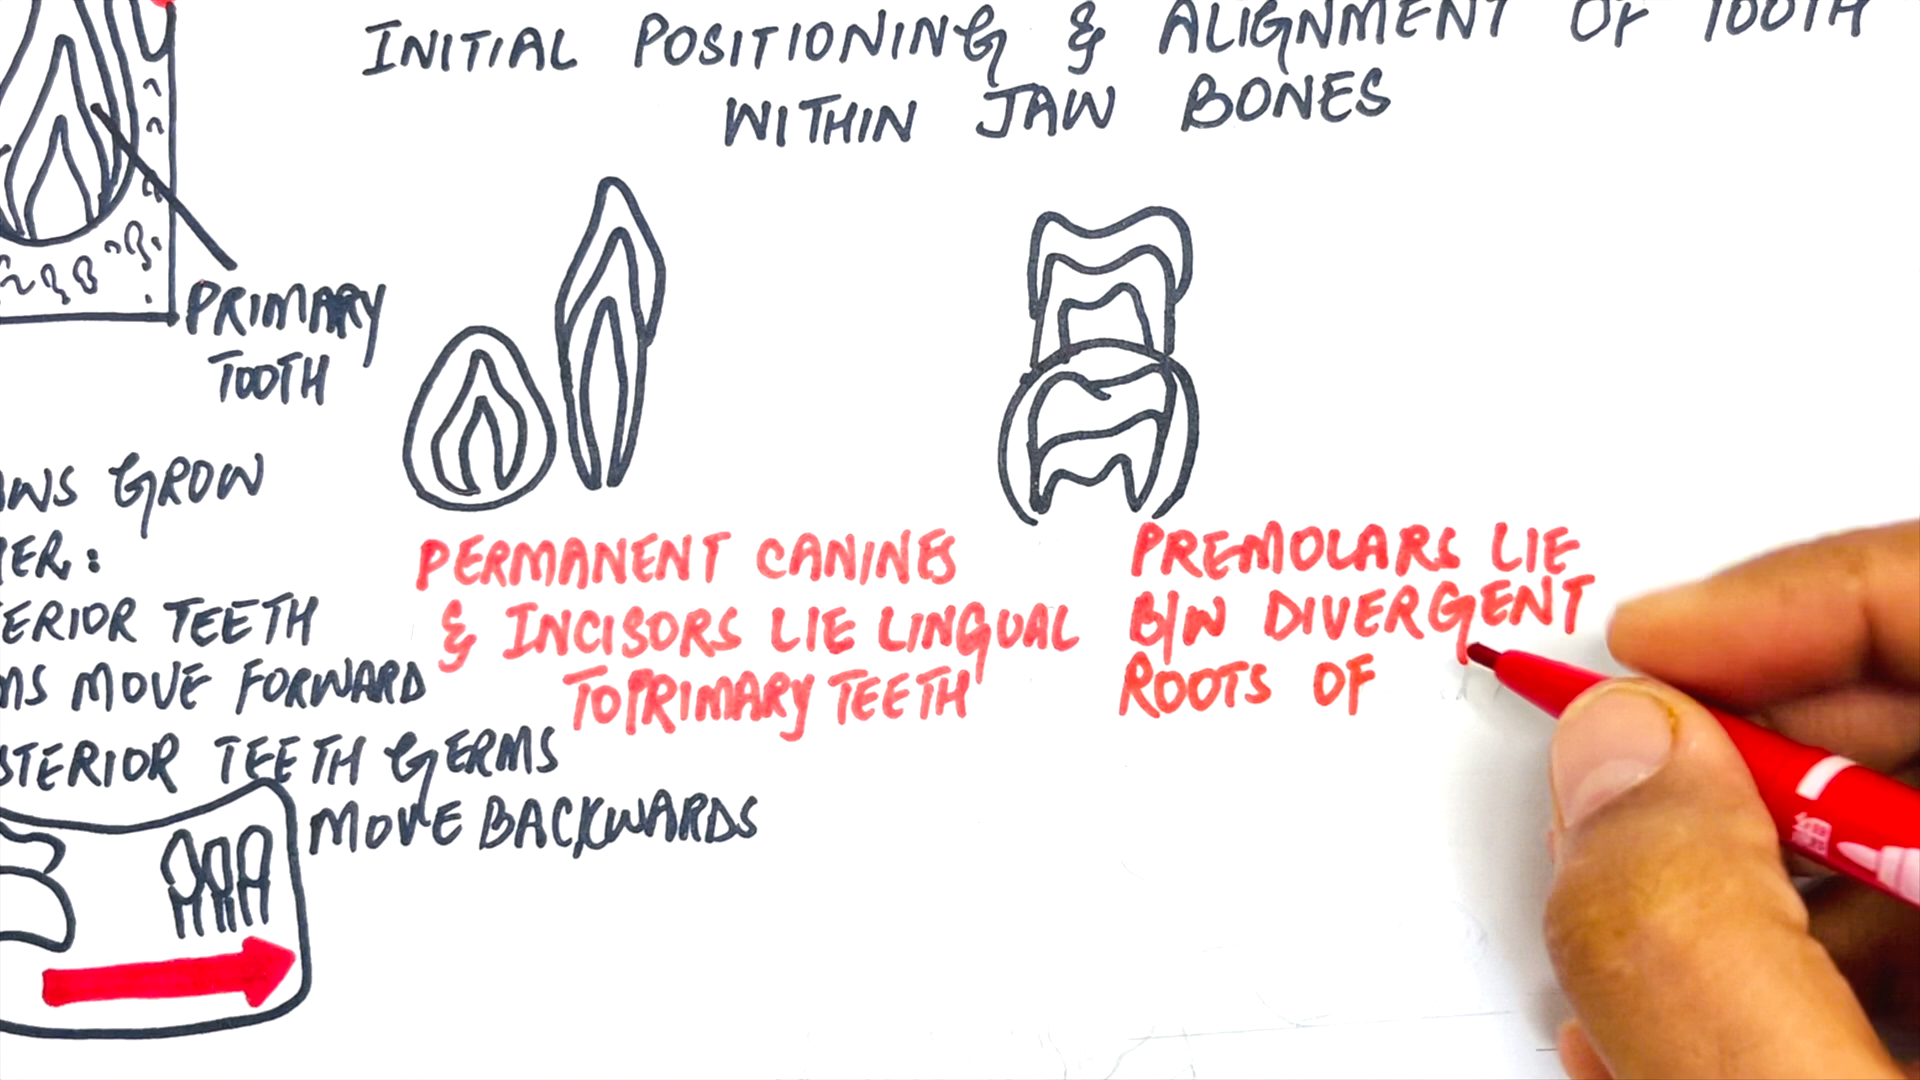 INITIAL POSITIONING & ALIGNMENT OF TOOTH
WITHIN JAW BONES
PRIMARY
TOOTH
GROW
TEETH
MOVE FORWARD
TEETH GERMS
MOVE BACKWARDS
PERMANENT CANINES
& INCISORS LIE LINGUAL
TO PRIMARY TEETH
PREMOLARS LIE
B/W DIVERGENT
ROOTS OF